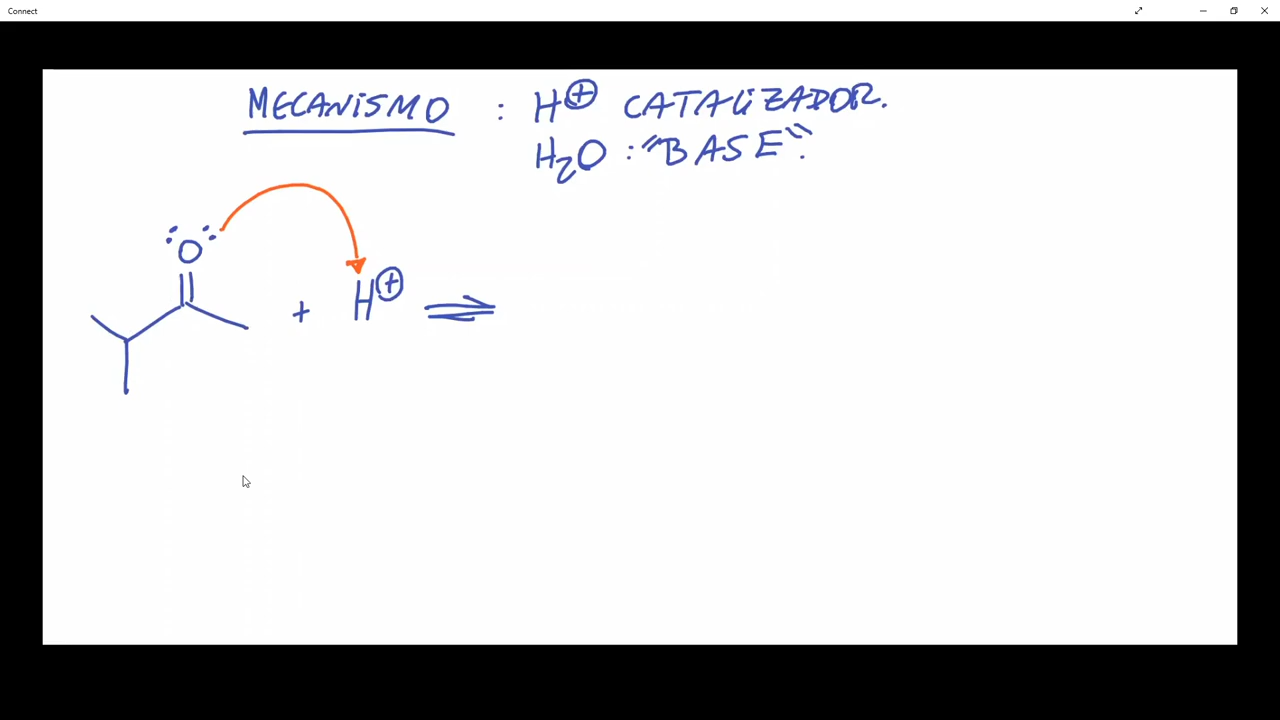 Connect
MECANISMO : H⊕ CATALIZADOR.
H₂O : "BASE".
O
+ H⊕ ⇌